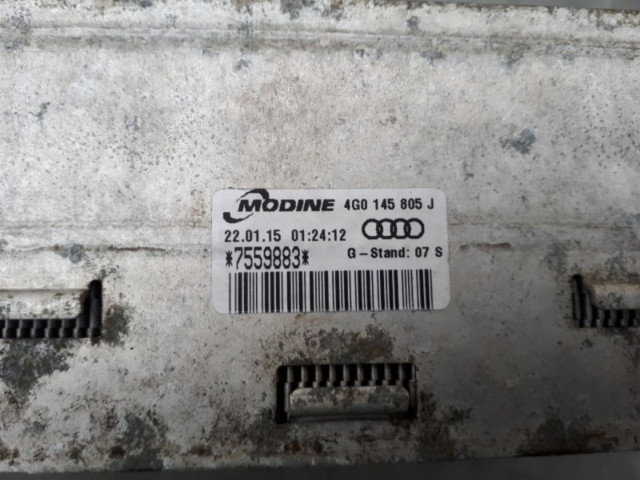 MODINE 4G0 145 805 J
22.01.15 01:24:12
*7559883* G-Stand: 07 S